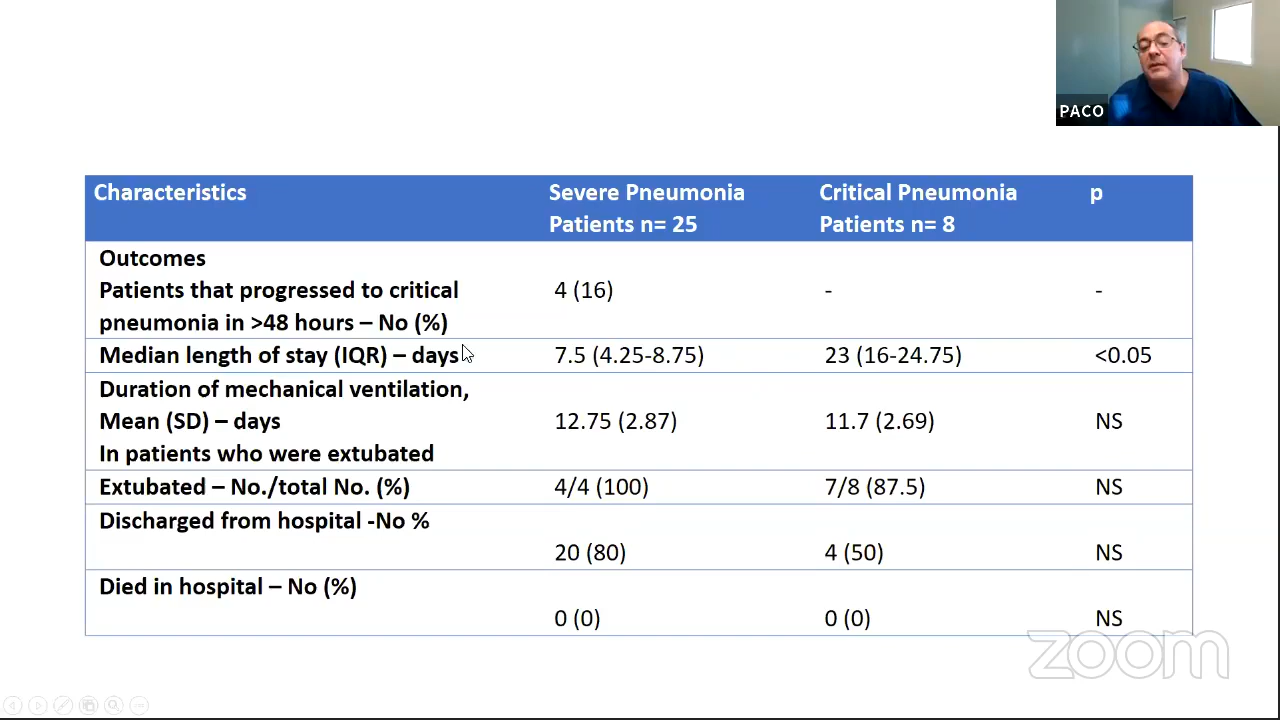 PACO
Characteristics
Severe Pneumonia
Patients n= 25
Critical Pneumonia
Patients n= 8
p
Outcomes
Patients that progressed to critical
pneumonia in >48 hours – No (%)
4 (16)
-
-
Median length of stay (IQR) – days
7.5 (4.25-8.75)
23 (16-24.75)
<0.05
Duration of mechanical ventilation,
Mean (SD) – days
In patients who were extubated
12.75 (2.87)
11.7 (2.69)
NS
Extubated – No./total No. (%)
4/4 (100)
7/8 (87.5)
NS
Discharged from hospital -No %
20 (80)
4 (50)
NS
Died in hospital – No (%)
0 (0)
0 (0)
NS
zoom